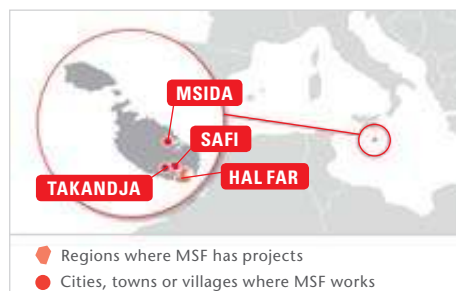 MSIDA
SAFI
TAKANDJA
HAL FAR
Regions where MSF has projects
Cities, towns or villages where MSF works